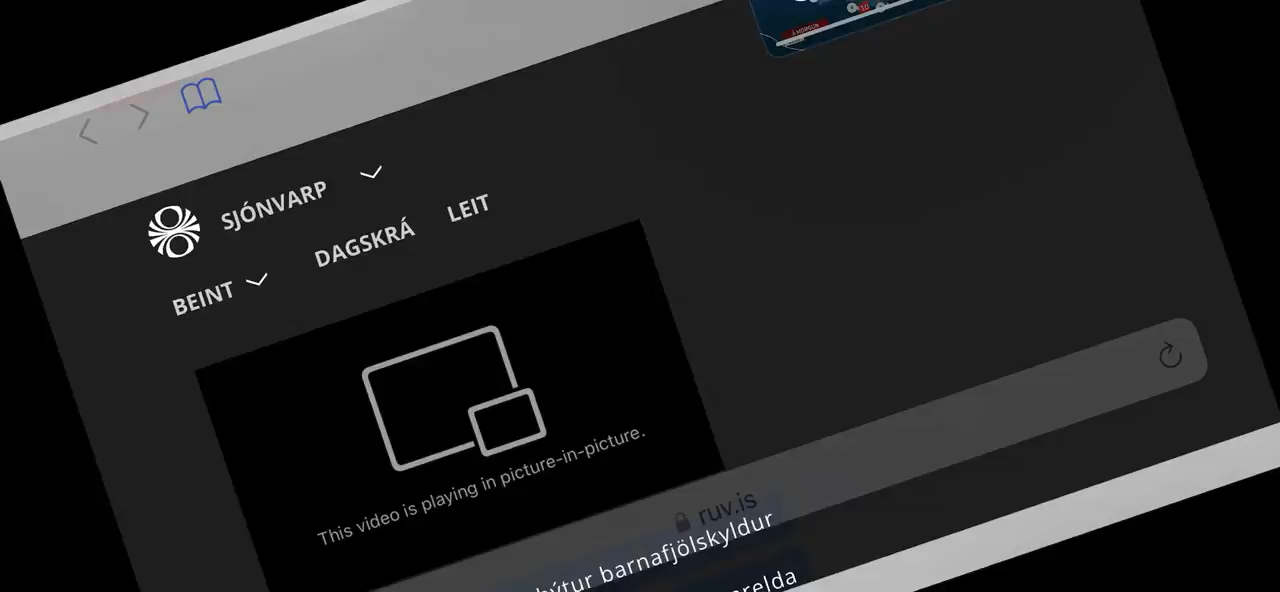 SJÓNVARP
BEINT
DAGSKRÁ
LEIT
This video is playing in picture-in-picture.
ruv.is
barnafjölskyldur